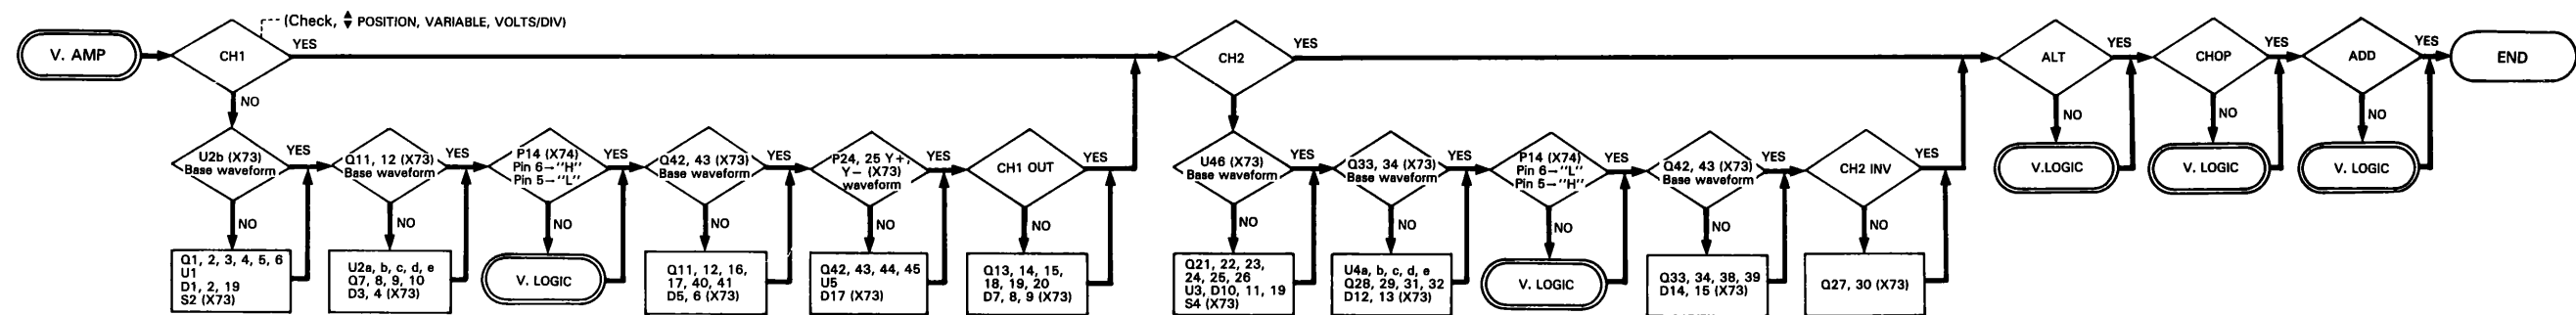 (Check, ▲▼ POSITION, VARIABLE, VOLTS/DIV)
V. AMP
CH1
YES
NO
U2b (X73)
Base waveform
YES
NO
Q1, 2, 3, 4, 5, 6
U1
D1, 2, 19
S2 (X73)
Q11, 12 (X73)
Base waveform
YES
NO
U2a, b, c, d, e
Q7, 8, 9, 10
D3, 4 (X73)
P14 (X74)
Pin 6→"H"
Pin 5→"L"
YES
NO
V. LOGIC
Q42, 43 (X73)
Base waveform
YES
NO
Q11, 12, 16,
17, 40, 41
D5, 6 (X73)
P24, 25 Y+,
Y− (X73)
waveform
YES
NO
Q42, 43, 44, 45
U5
D17 (X73)
CH1 OUT
YES
NO
Q13, 14, 15,
18, 19, 20
D7, 8, 9 (X73)
CH2
YES
NO
U46 (X73)
Base waveform
YES
NO
Q21, 22, 23,
24, 25, 26
U3, D10, 11, 19
S4 (X73)
Q33, 34 (X73)
Base waveform
YES
NO
U4a, b, c, d, e
Q28, 29, 31, 32
D12, 13 (X73)
P14 (X74)
Pin 6→"L"
Pin 5→"H"
YES
NO
V. LOGIC
Q42, 43 (X73)
Base waveform
YES
NO
Q33, 34, 38, 39
D14, 15 (X73)
CH2 INV
YES
NO
Q27, 30 (X73)
ALT
YES
NO
V.LOGIC
CHOP
YES
NO
V. LOGIC
ADD
YES
NO
V. LOGIC
END